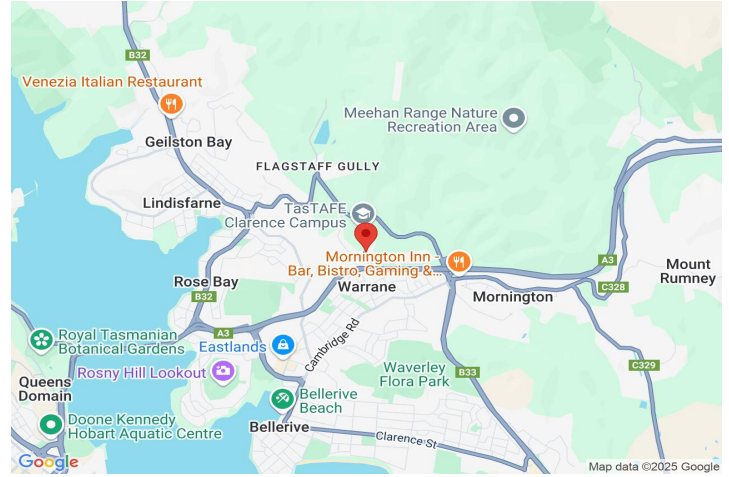 B32
Venezia Italian Restaurant
Meehan Range Nature
Recreation Area
Geilston Bay
FLAGSTAFF GULLY
Lindisfarne
TasTAFE
Clarence Campus
Mornington Inn -
Bar, Bistro, Gaming &...
A3
Mount
Rumney
Rose Bay
Warrane
C328
B32
Mornington
A3
Royal Tasmanian
Botanical Gardens
Eastlands
Cambridge Rd
Rosny Hill Lookout
Waverley
Flora Park
B33
C329
Queens
Domain
Bellerive
Beach
Doone Kennedy
Hobart Aquatic Centre
Bellerive
Clarence St
Google
Map data ©2025 Google